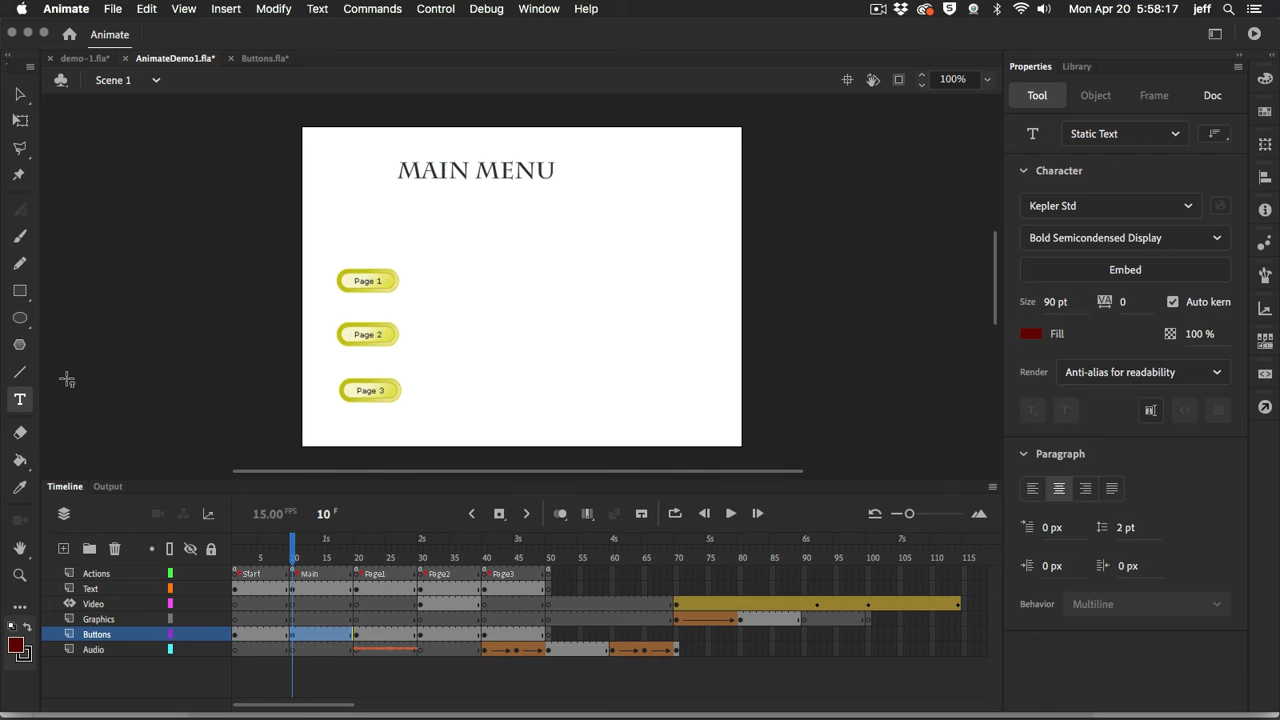 Animate File Edit View Insert Modify Text Commands Control Debug Window Help Mon Apr 20 5:58:17 jeff
Animate
demo-1.fla* AnimateDemo1.fla* Buttons.fla*
Scene 1 100%
MAIN MENU
Page 1
Page 2
Page 3
Properties Library
Tool Object Frame Doc
Static Text
Character
Kepler Std
Bold Semicondensed Display
Embed
Size 90 pt VA 0 Auto kern
Fill 100 %
Render Anti-alias for readability
Paragraph
0 px 2 pt
0 px 0 px
Behavior Multiline
Timeline Output
15.00 FPS 10 F
1s 2s 3s 4s 5s 6s 7s
5 10 15 20 25 30 35 40 45 50 55 60 65 70 75 80 85 90 95 100 105 110 115
Actions Start Main Page1 Page2 Page3
Text
Video
Graphics
Buttons
Audio